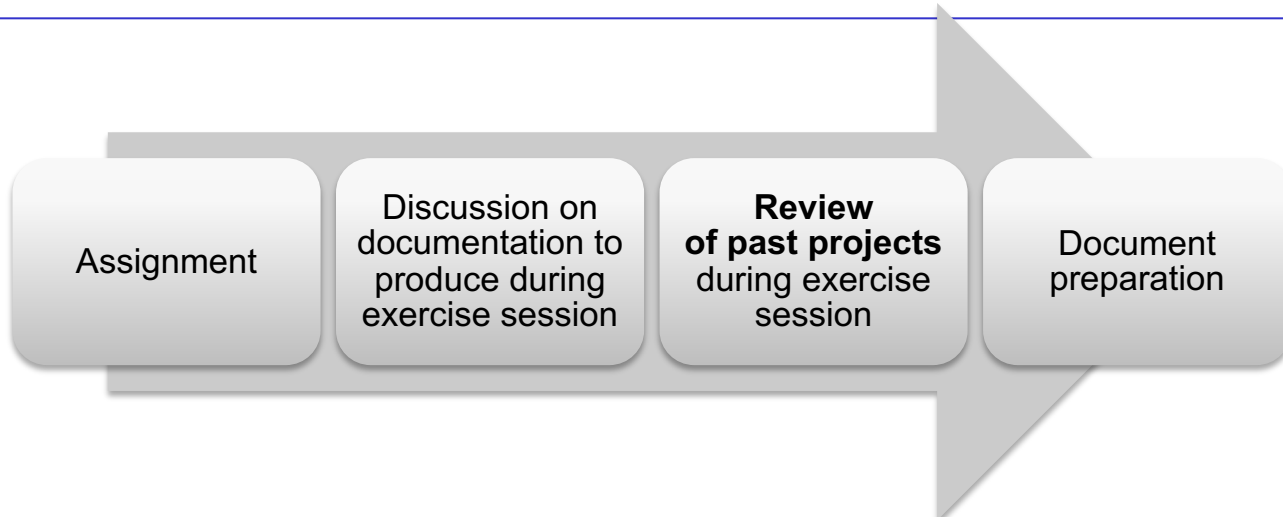 Assignment
Discussion on
documentation to
produce during
exercise session
Review
of past projects
during exercise
session
Document
preparation